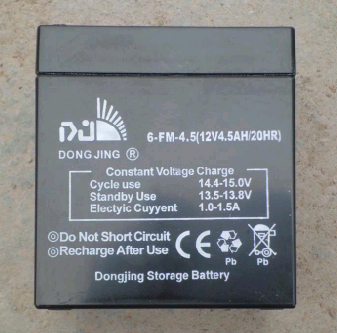 DJ
6-FM-4.5(12V4.5AH/20HR)
DONGJING ®
Constant Voltage Charge
Cycle use 14.4-15.0V
Standby Use 13.5-13.8V
Electyic Cuyyent 1.0-1.5A
◎Do Not Short Circuit
◎Recharge After Use
CE
Pb Pb
Dongjing Storage Battery